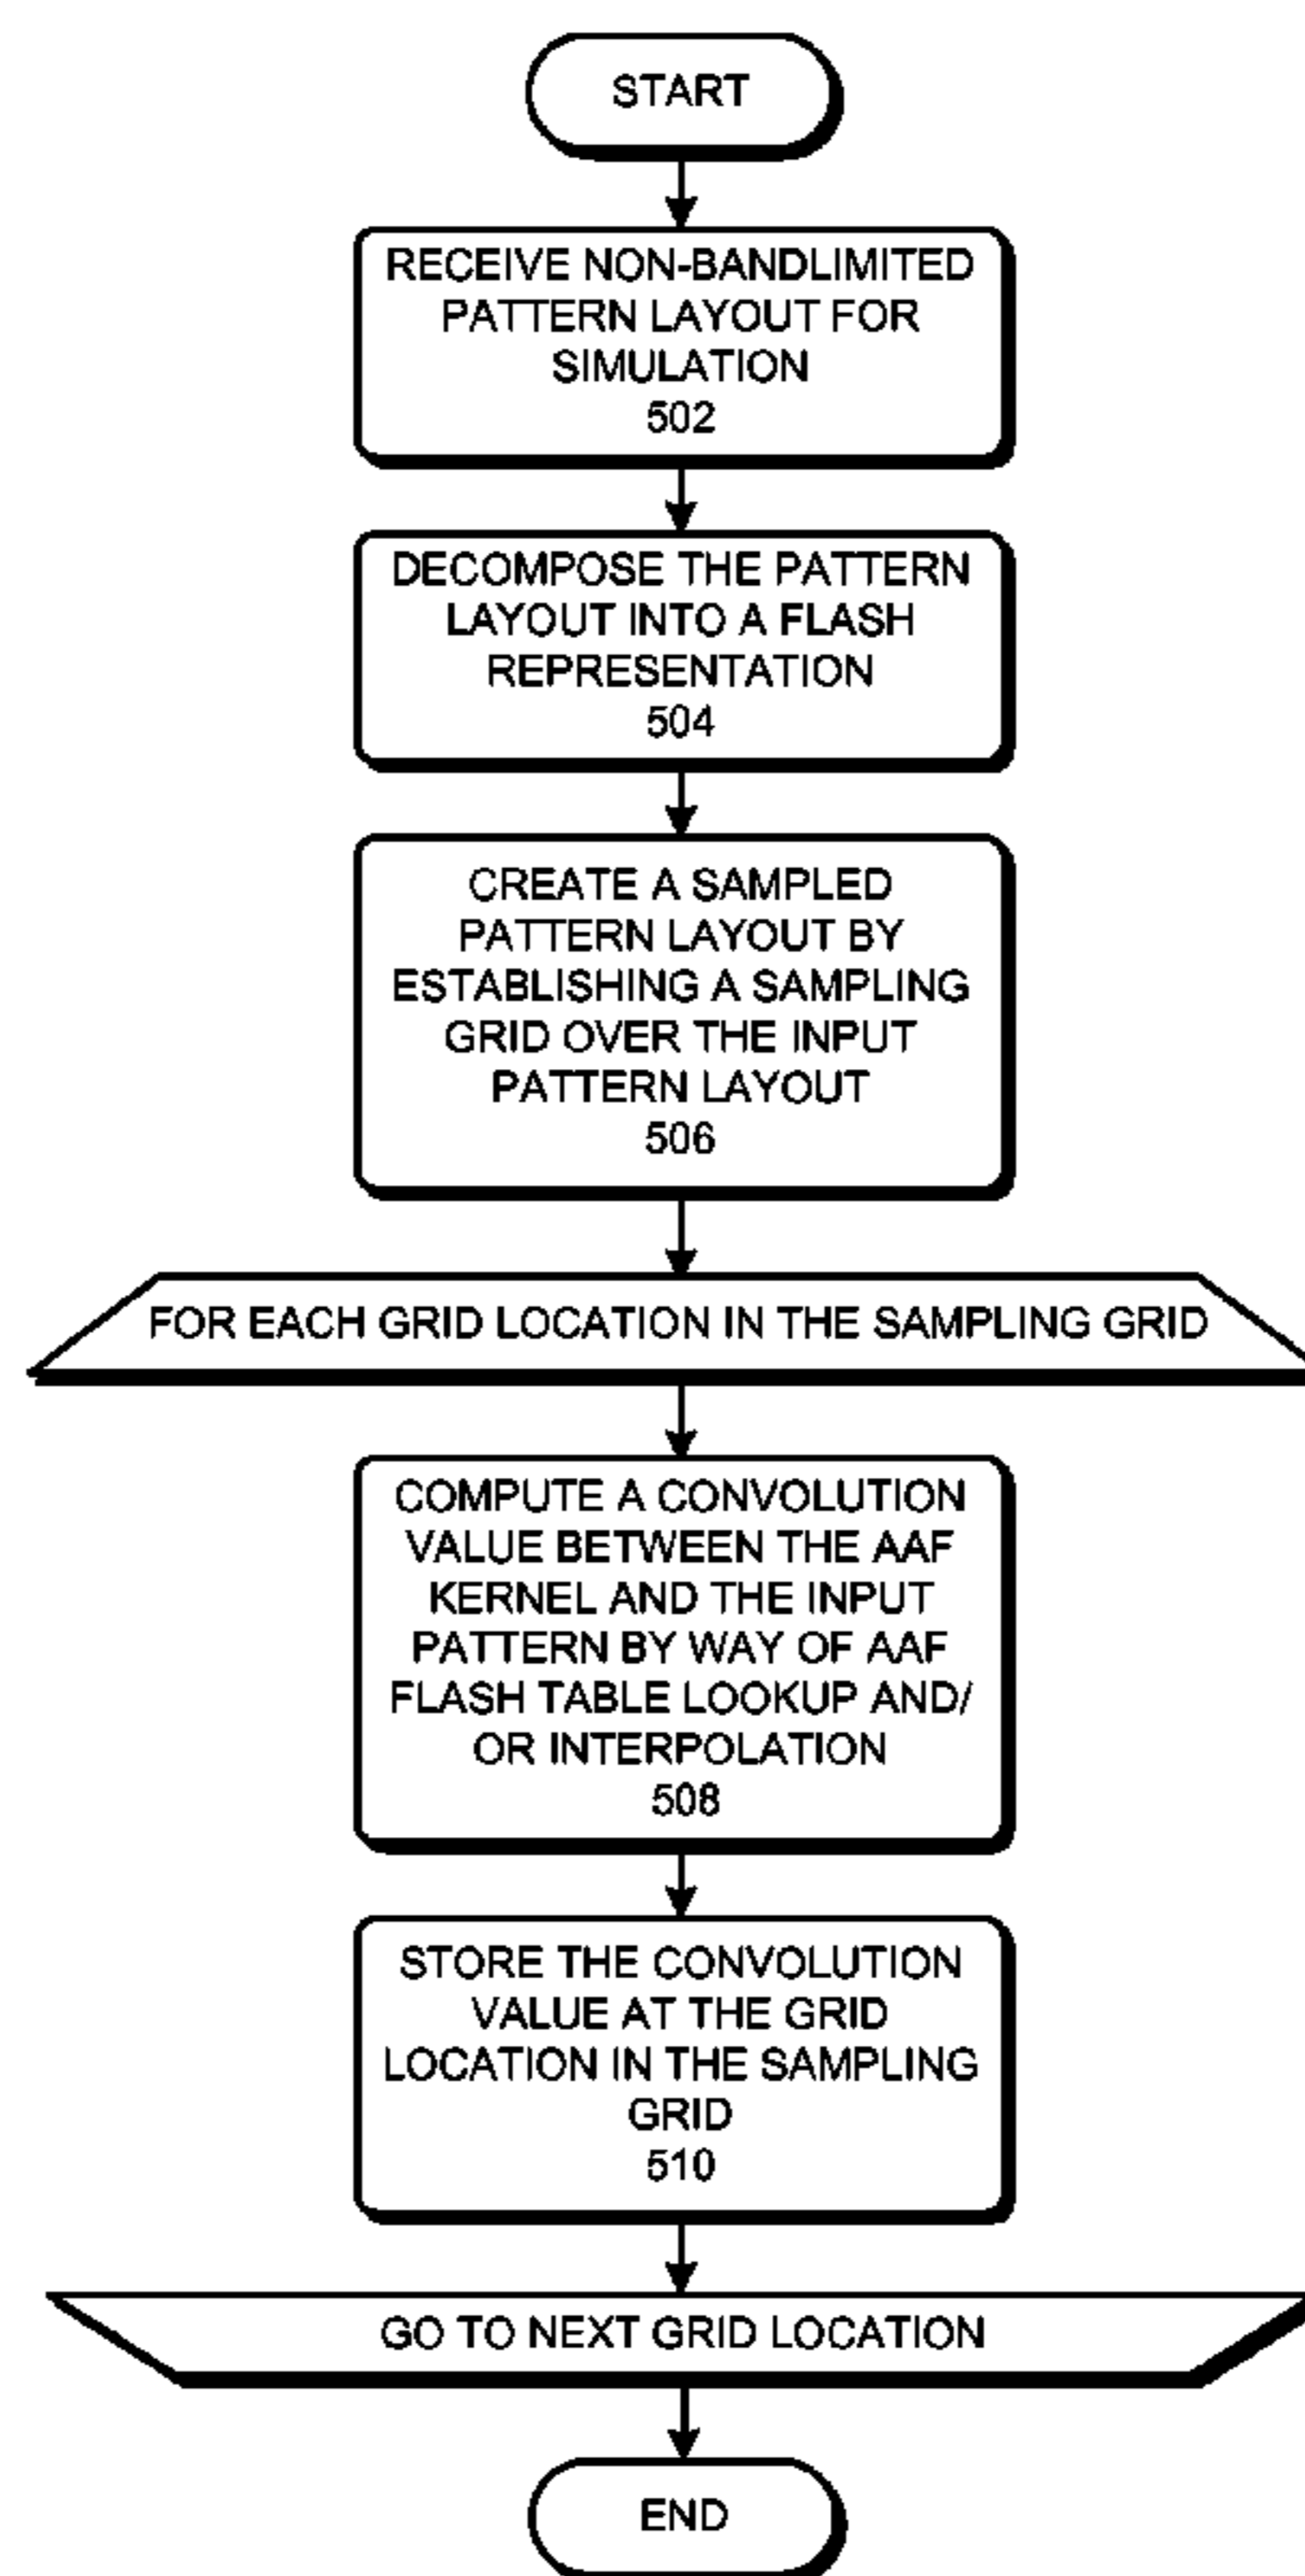 START
RECEIVE NON-BANDLIMITED
PATTERN LAYOUT FOR
SIMULATION
502
DECOMPOSE THE PATTERN
LAYOUT INTO A FLASH
REPRESENTATION
504
CREATE A SAMPLED
PATTERN LAYOUT BY
ESTABLISHING A SAMPLING
GRID OVER THE INPUT
PATTERN LAYOUT
506
FOR EACH GRID LOCATION IN THE SAMPLING GRID
COMPUTE A CONVOLUTION
VALUE BETWEEN THE AAF
KERNEL AND THE INPUT
PATTERN BY WAY OF AAF
FLASH TABLE LOOKUP AND/
OR INTERPOLATION
508
STORE THE CONVOLUTION
VALUE AT THE GRID
LOCATION IN THE SAMPLING
GRID
510
GO TO NEXT GRID LOCATION
END